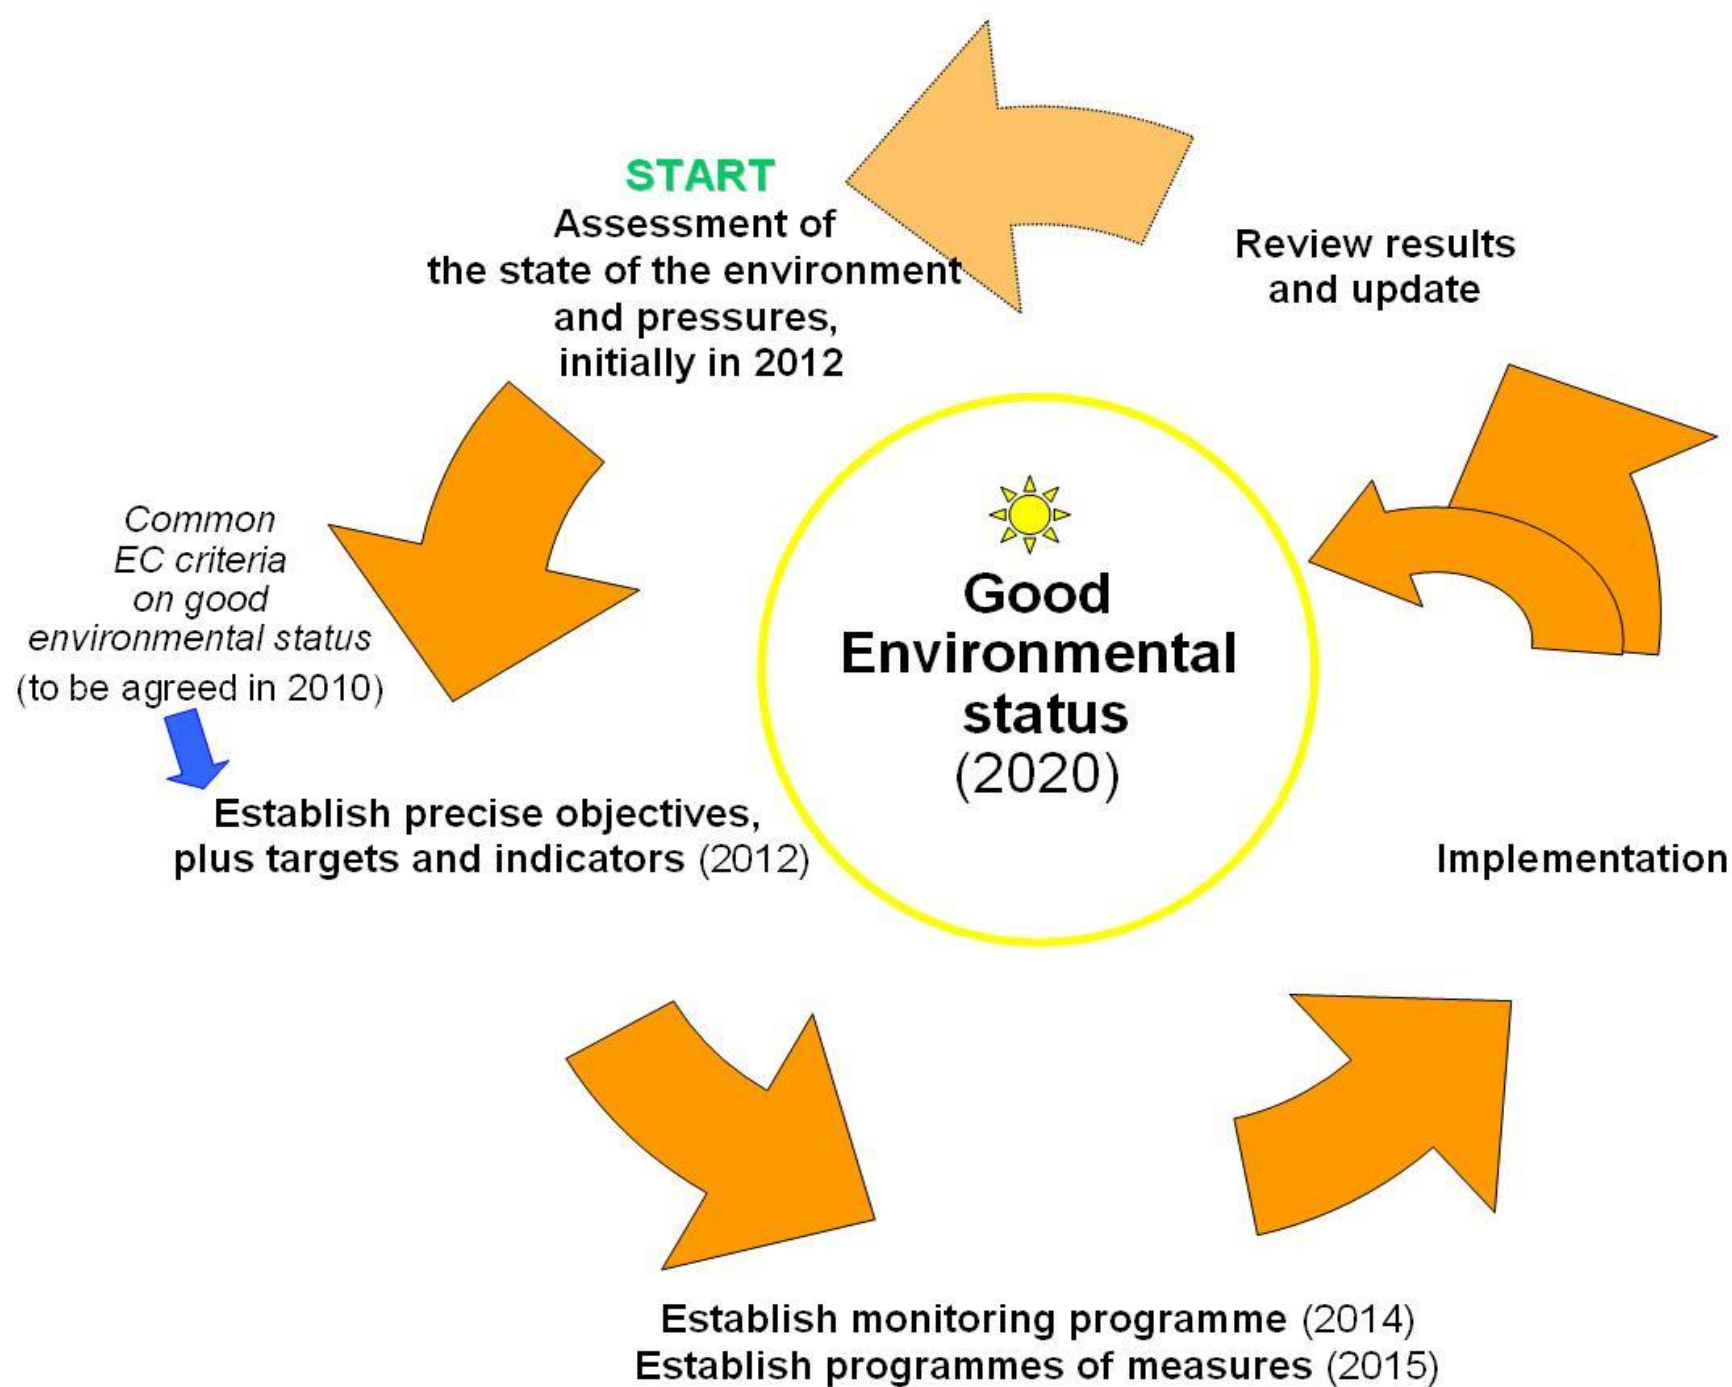 START
Assessment of
the state of the environment
and pressures,
initially in 2012
Review results
and update
Common
EC criteria
on good
environmental status
(to be agreed in 2010)
Good
Environmental
status
(2020)
Establish precise objectives,
plus targets and indicators (2012)
Implementation
Establish monitoring programme (2014)
Establish programmes of measures (2015)